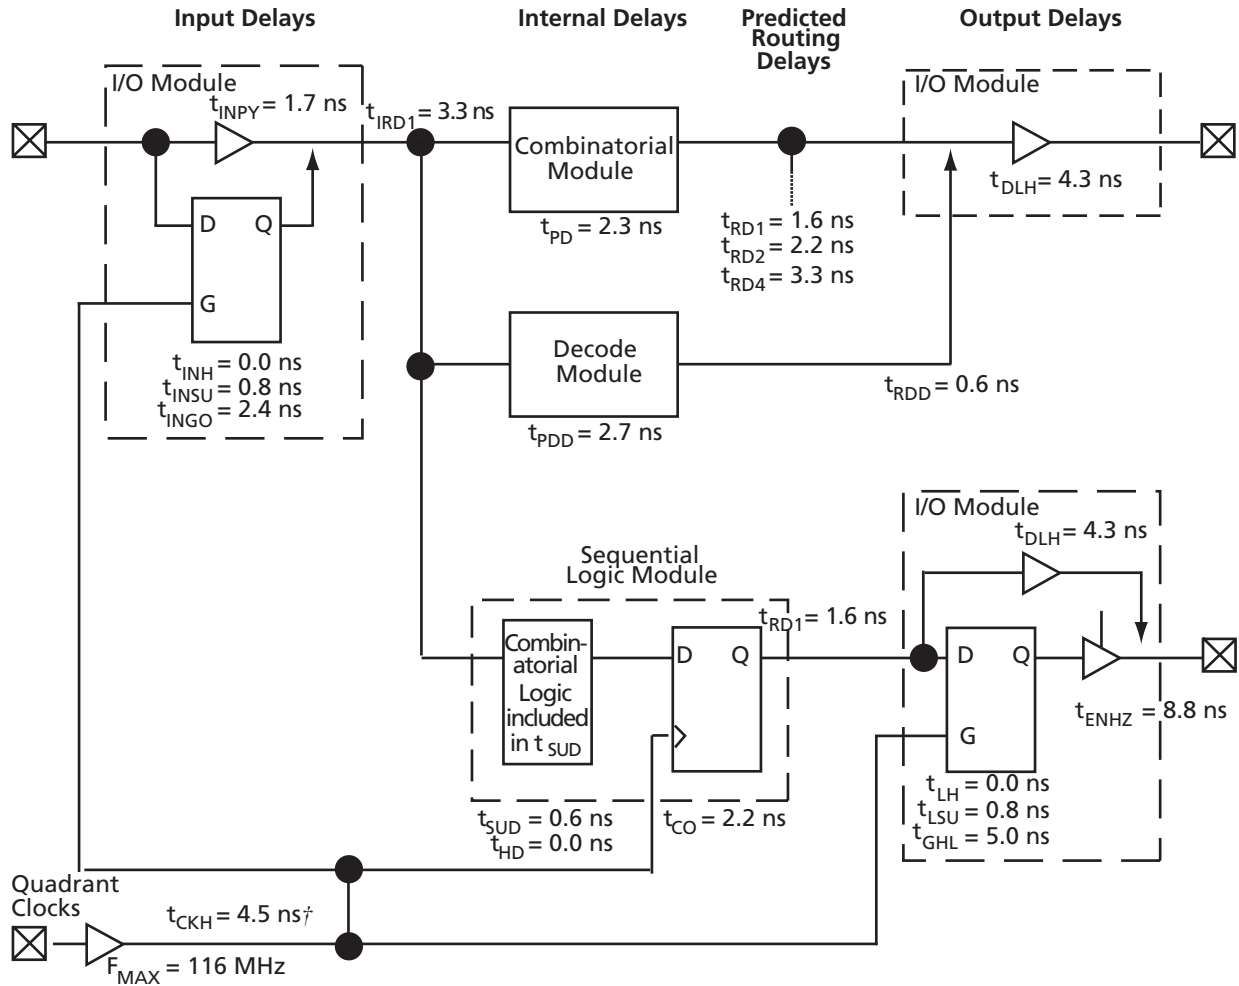 Input Delays
Internal Delays
Predicted
Routing
Delays
Output Delays
I/O Module
tINPY = 1.7 ns
tIRD1 = 3.3 ns
D Q
G
tINH = 0.0 ns
tINSU = 0.8 ns
tINGO = 2.4 ns
Combinatorial
Module
tPD = 2.3 ns
tRD1 = 1.6 ns
tRD2 = 2.2 ns
tRD4 = 3.3 ns
I/O Module
tDLH = 4.3 ns
Decode
Module
tPDD = 2.7 ns
tRDD = 0.6 ns
Sequential
Logic Module
Combin-
atorial
Logic
included
in t SUD
D Q
tRD1 = 1.6 ns
tSUD = 0.6 ns
tHD = 0.0 ns
tCO = 2.2 ns
I/O Module
tDLH = 4.3 ns
D Q
G
tENHZ = 8.8 ns
tLH = 0.0 ns
tLSU = 0.8 ns
tGHL = 5.0 ns
Quadrant
Clocks
tCKH = 4.5 ns†
FMAX = 116 MHz